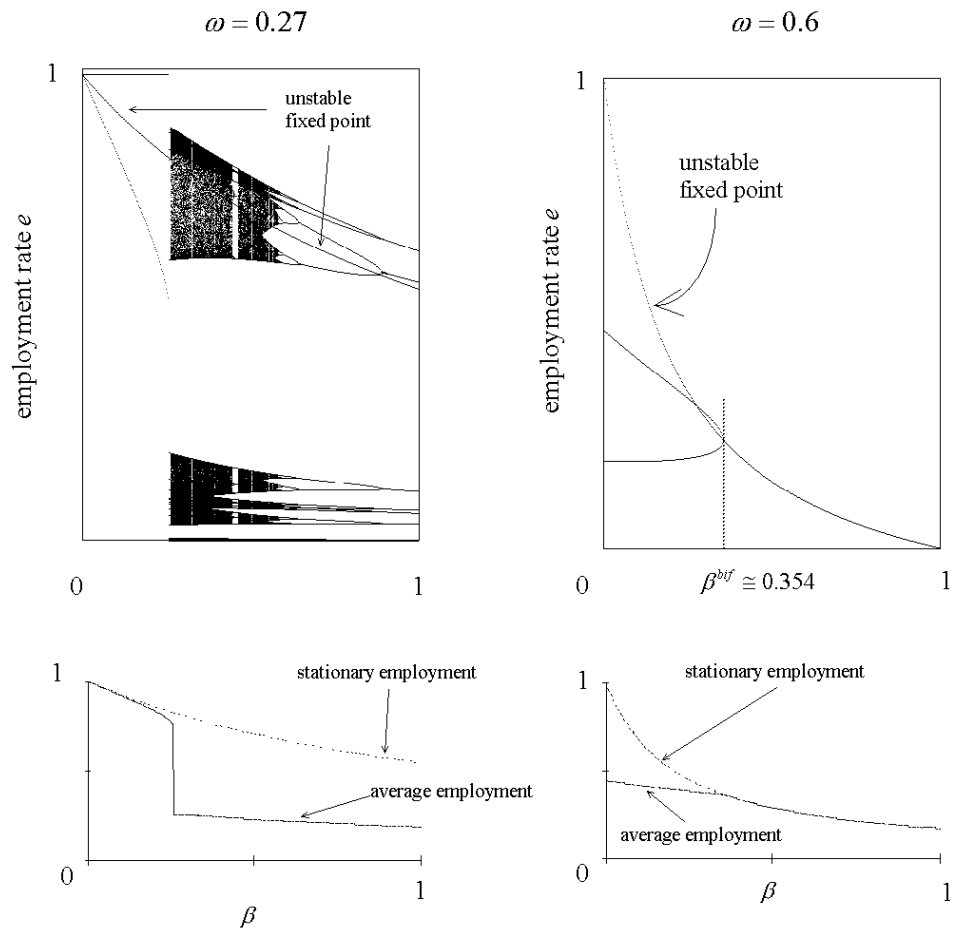 ω = 0.27
1
unstable
fixed point
employment rate e
0
1
ω = 0.6
1
unstable
fixed point
employment rate e
0
β^bif ≅ 0.354
1
1
stationary employment
average employment
0
1
β
1
stationary employment
average employment
0
1
β